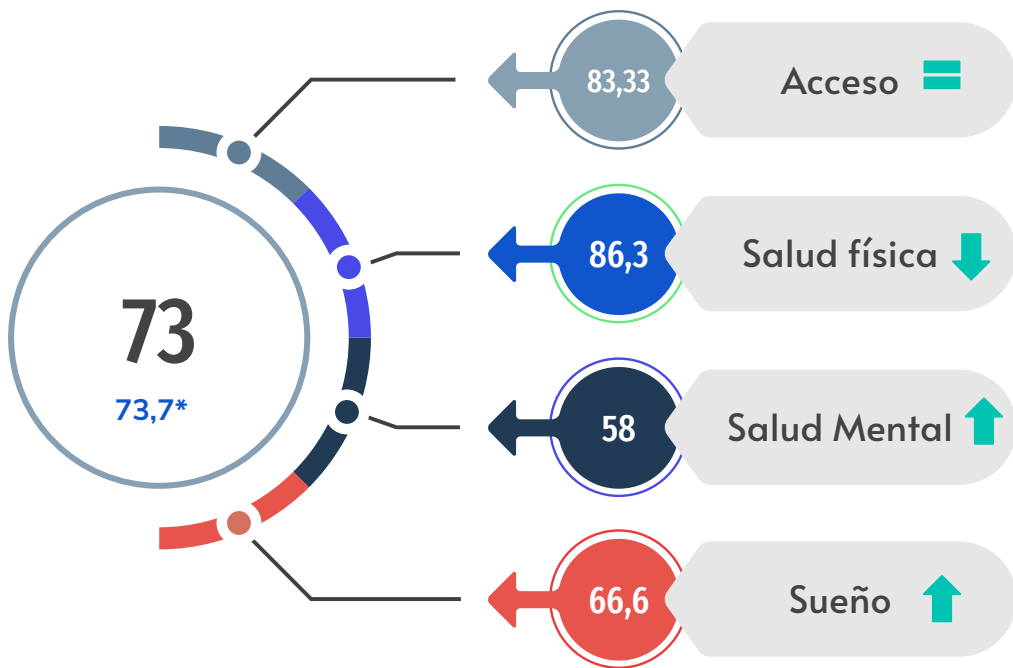 83,33
Acceso
86,3
Salud física
73
73,7*
58
Salud Mental
66,6
Sueño